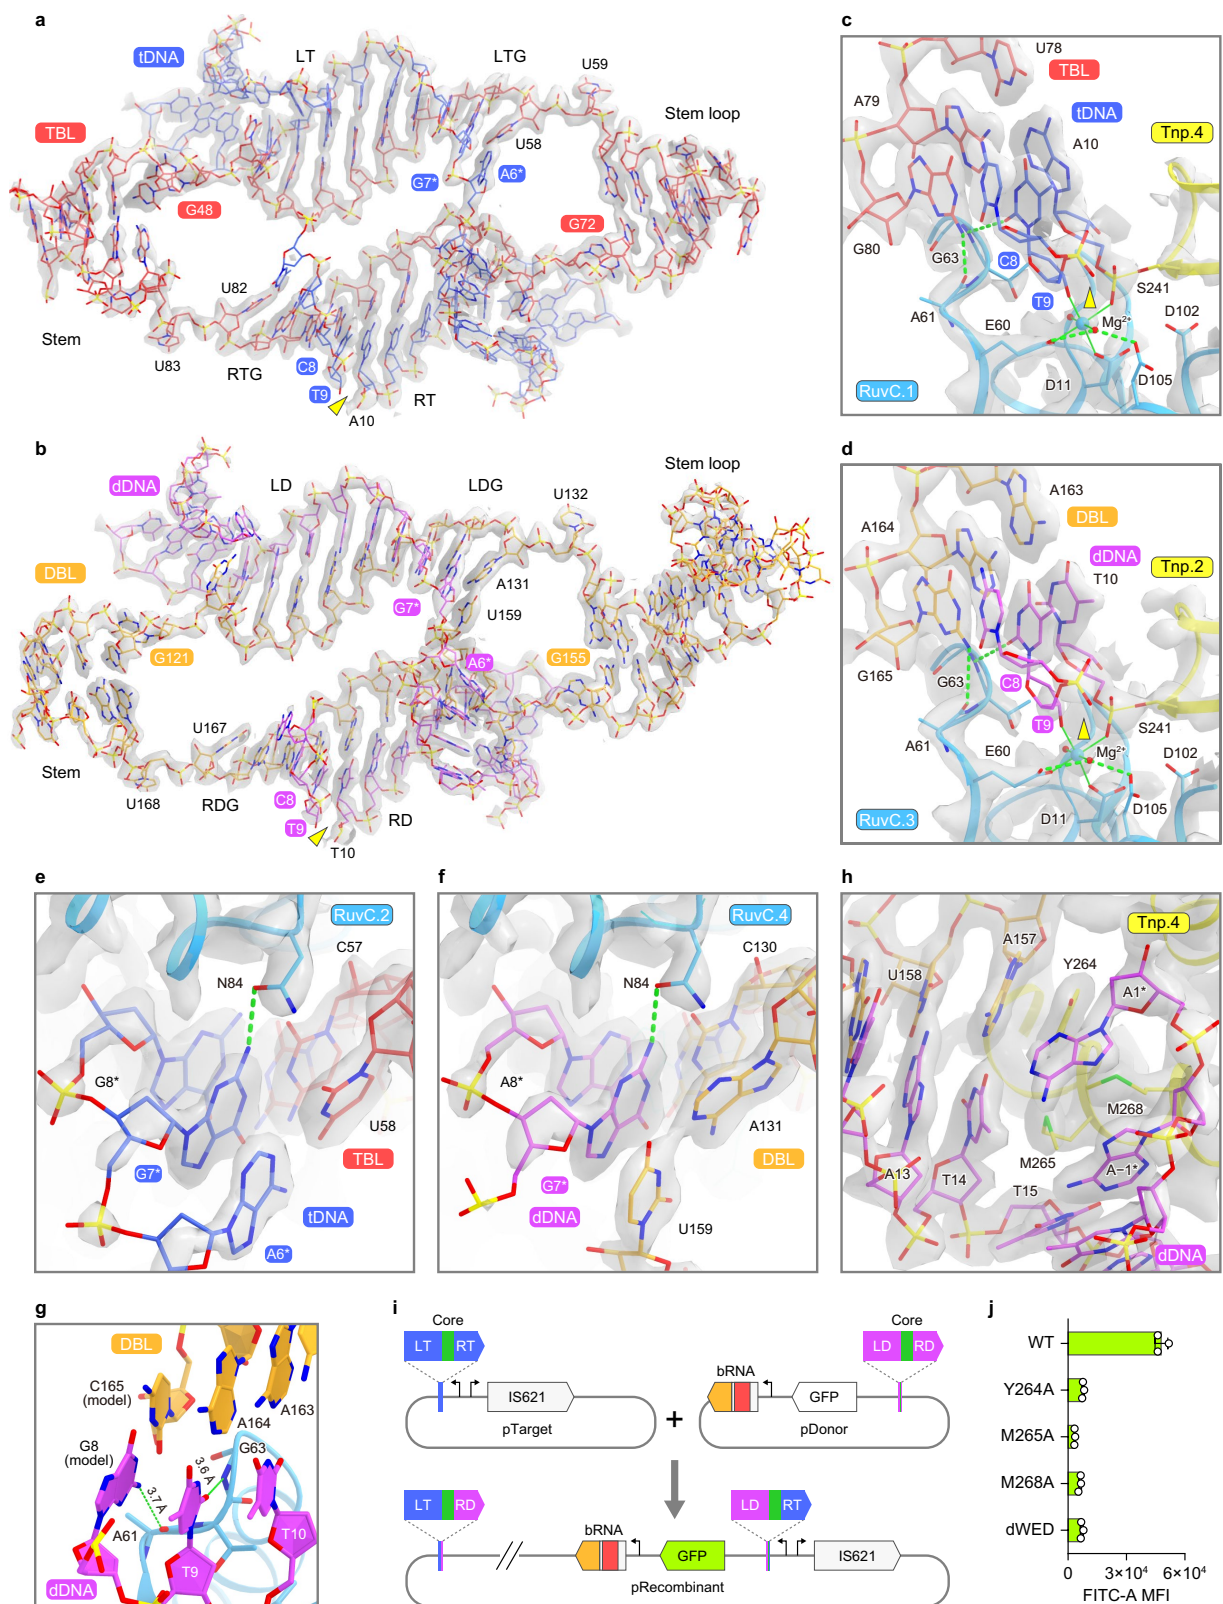 a
tDNA
LT
LTG
U59
Stem loop
TBL
U58
G7*
A6*
G48
G72
U82
Stem
U83
RTG
C8
T9
A10
RT
b
dDNA
LD
LDG
U132
Stem loop
DBL
G7*
A131
U159
G121
A6*
G155
U167
Stem
U168
RDG
C8
T9
T10
RD
c
U78
TBL
A79
tDNA
A10
Tnp.4
G80
G63
C8
T9
S241
A61
E60
Mg²⁺
D102
D11
D105
RuvC.1
d
A163
DBL
A164
dDNA
T10
Tnp.2
G165
G63
C8
T9
S241
A61
E60
Mg²⁺
D102
D11
D105
RuvC.3
e
RuvC.2
C57
N84
G8*
U58
TBL
G7*
tDNA
A6*
f
RuvC.4
C130
N84
A8*
A131
DBL
G7*
dDNA
U159
h
Tnp.4
A157
Y264
U158
A1*
M268
M265
A−1*
A13
T14
T15
dDNA
g
DBL
C165
(model)
A163
A164
G8
(model)
G63
3.6 Å
3.7 Å
A61
T10
T9
dDNA
i
Core
LT RT
Core
LD RD
bRNA
IS621
GFP
pTarget
+
pDonor
LT RD
LD RT
bRNA
GFP
IS621
pRecombinant
j
WT
Y264A
M265A
M268A
dWED
0 3×10⁴ 6×10⁴
FITC-A MFI